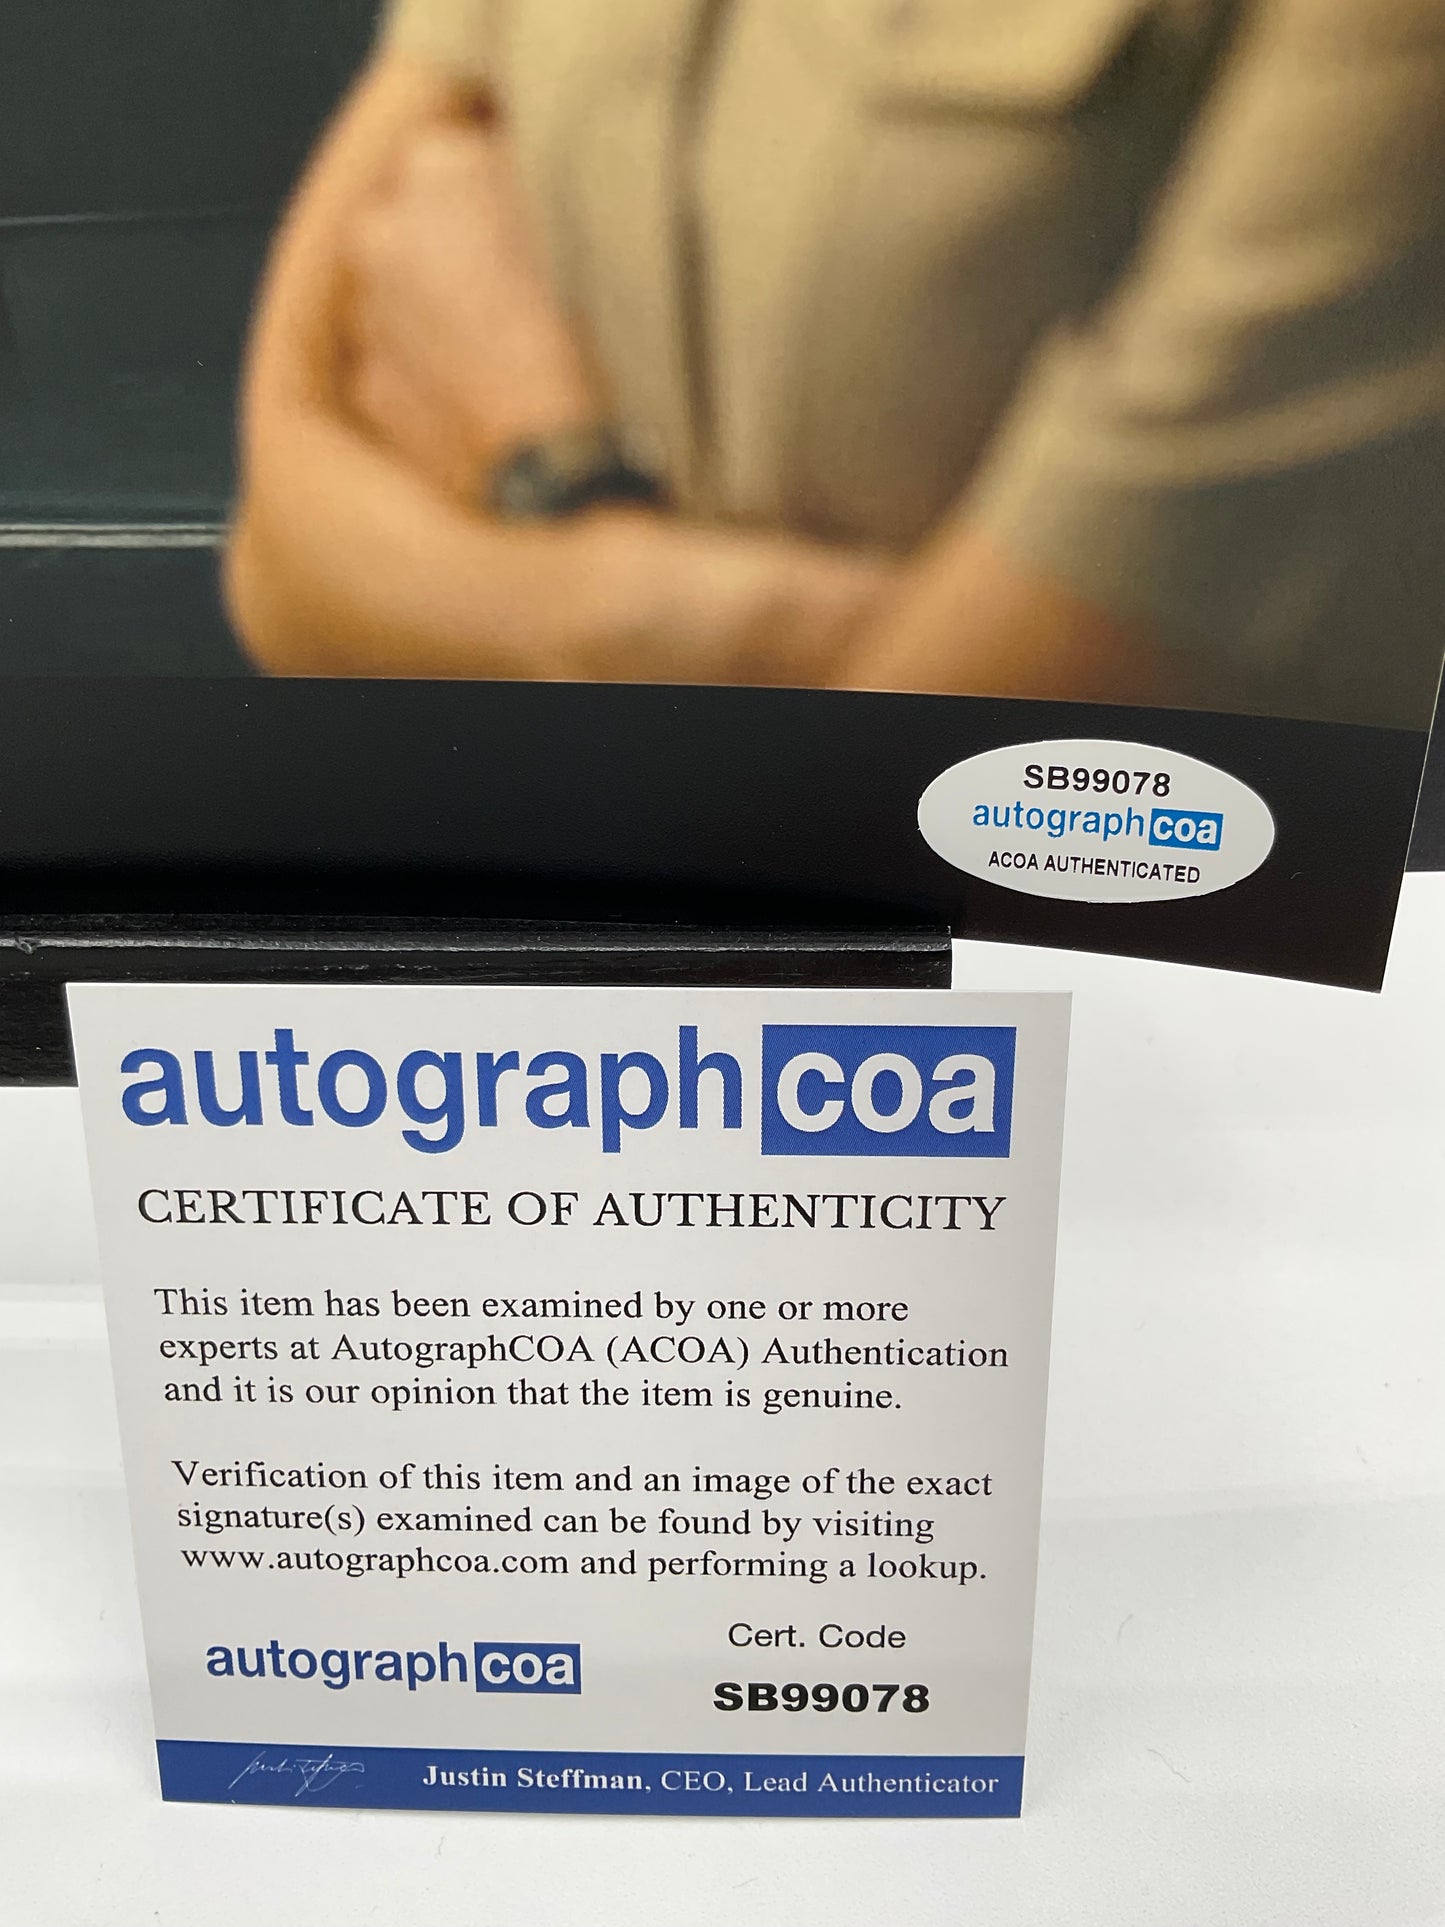 SB99078
autographcoa
ACOA AUTHENTICATED
autographcoa
CERTIFICATE OF AUTHENTICITY
This item has been examined by one or more
experts at AutographCOA (ACOA) Authentication
and it is our opinion that the item is genuine.
Verification of this item and an image of the exact
signature(s) examined can be found by visiting
www.autographcoa.com and performing a lookup.
autographcoa
Cert. Code
SB99078
Justin Steffman, CEO, Lead Authenticator